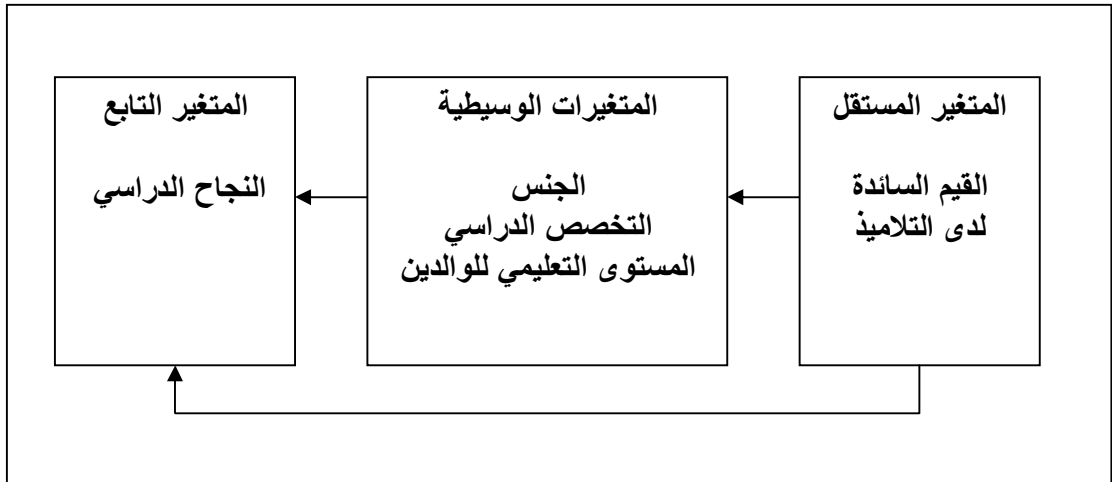 المتغير المستقل
القيم السائدة
لدى التلاميذ
المتغيرات الوسيطية
الجنس
التخصص الدراسي
المستوى التعليمي للوالدين
المتغير التابع
النجاح الدراسي